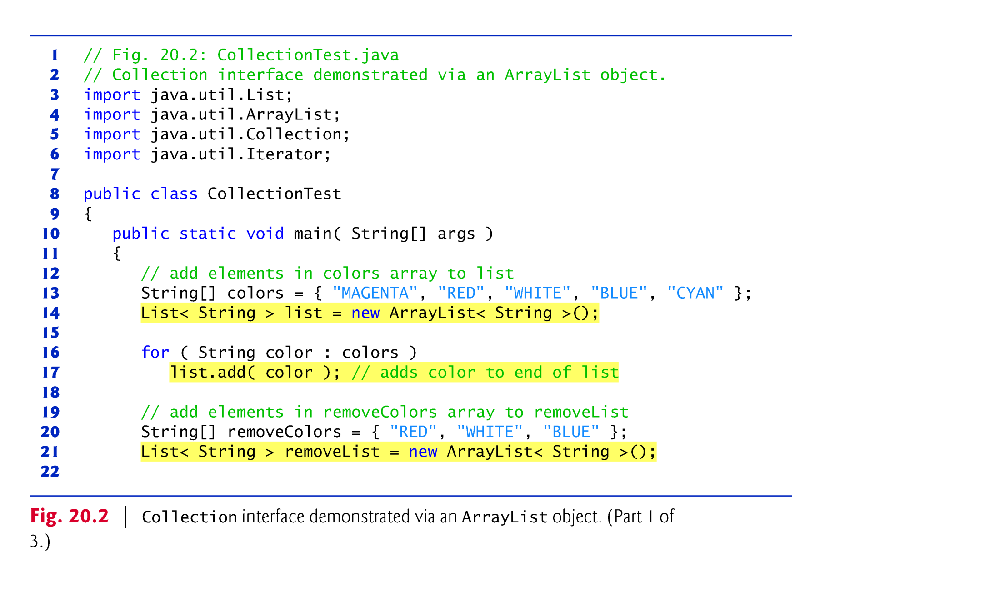 1 // Fig. 20.2: CollectionTest.java
2 // Collection interface demonstrated via an ArrayList object.
3 import java.util.List;
4 import java.util.ArrayList;
5 import java.util.Collection;
6 import java.util.Iterator;
7
8 public class CollectionTest
9 {
10    public static void main( String[] args )
11    {
12       // add elements in colors array to list
13       String[] colors = { "MAGENTA", "RED", "WHITE", "BLUE", "CYAN" };
14       List< String > list = new ArrayList< String >();
15
16       for ( String color : colors )
17          list.add( color ); // adds color to end of list
18
19       // add elements in removeColors array to removeList
20       String[] removeColors = { "RED", "WHITE", "BLUE" };
21       List< String > removeList = new ArrayList< String >();
22
Fig. 20.2 | Collection interface demonstrated via an ArrayList object. (Part 1 of
3.)